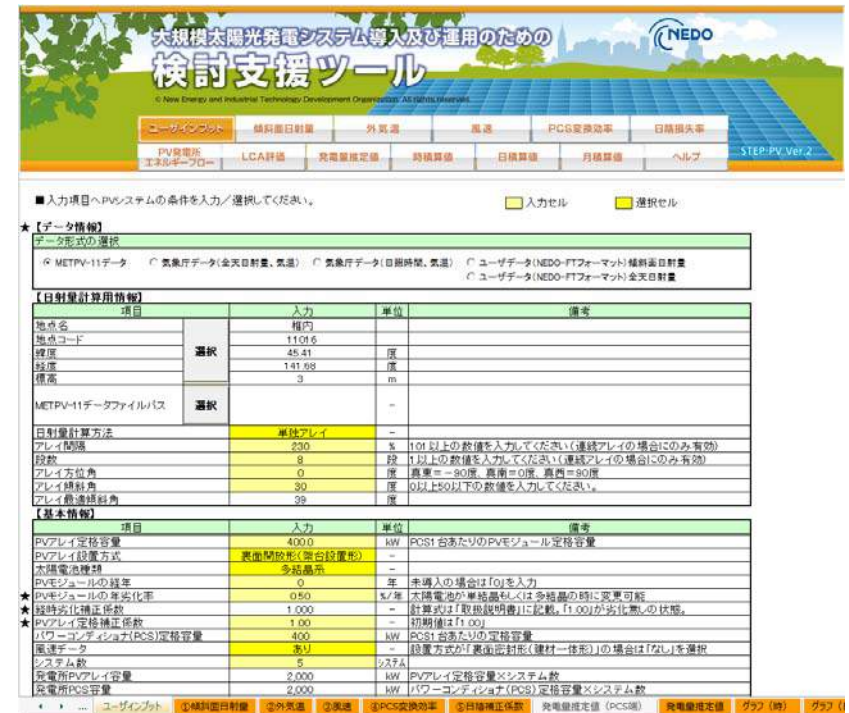 大規模太陽光発電システム導入及び運用のための
NEDO
検討支援ツール
© New Energy and Industrial Technology Development Organization. All rights reserved.
ユーザインプット 傾斜面日射量 外気温 風速 PCS変換効率 日陰損失率
PV発電所エネルギーフロー LCA評価 発電量推定値 時積算値 日積算値 月積算値 ヘルプ STEP-PV Ver.2
■入力項目へPVシステムの条件を入力/選択してください。 入力セル 選択セル
★【データ情報】
データ形式の選択
METPV-11データ 気象庁データ(全天日射量、気温) 気象庁データ(日照時間、気温) ユーザデータ(NEDO-FTフォーマット)傾斜面日射量
ユーザデータ(NEDO-FTフォーマット)全天日射量
【日射量計算用情報】
項目 入力 単位 備考
地点名 選択 稚内
地点コード 11016
緯度 45.41 度
経度 141.68 度
標高 3 m
METPV-11データファイルパス 選択 -
日射量計算方法 単独アレイ -
アレイ間隔 230 % 101以上の数値を入力してください(連続アレイの場合にのみ有効)
段数 8 段 1以上の数値を入力してください(連続アレイの場合にのみ有効)
アレイ方位角 0 度 真東=-90度、真南=0度、真西=90度
アレイ傾斜角 30 度 0以上50以下の数値を入力してください。
アレイ最適傾斜角 39 度
【基本情報】
項目 入力 単位 備考
PVアレイ定格容量 400.0 kW PCS1台あたりのPVモジュール定格容量
PVアレイ設置方式 裏面開放形(架台設置形) -
太陽電池種類 多結晶系 -
PVモジュールの経年 0 年 未導入の場合は「0」を入力
★ PVモジュールの年劣化率 0.50 %/年 太陽電池が単結晶もしくは多結晶の時に変更可能
★ 経時劣化補正係数 1.000 - 計算式は「取扱説明書」に記載。「1.00」が劣化無しの状態。
★ PVアレイ定格補正係数 1.00 - 初期値は「1.00」
パワーコンディショナ(PCS)定格容量 400 kW PCS1台あたりの定格容量
風速データ あり - 設置方式が「裏面密封形(建材一体形)」の場合は「なし」を選択
システム数 5 システム
発電所PVアレイ容量 2,000 kW PVアレイ定格容量×システム数
発電所PCS容量 2,000 kW パワーコンディショナ(PCS)定格容量×システム数
... ユーザインプット ①傾斜面日射量 ②外気温 ③風速 ④PCS変換効率 ⑤日陰補正係数 発電量推定値(PCS端) 発電量推定値 グラフ(時) グラフ